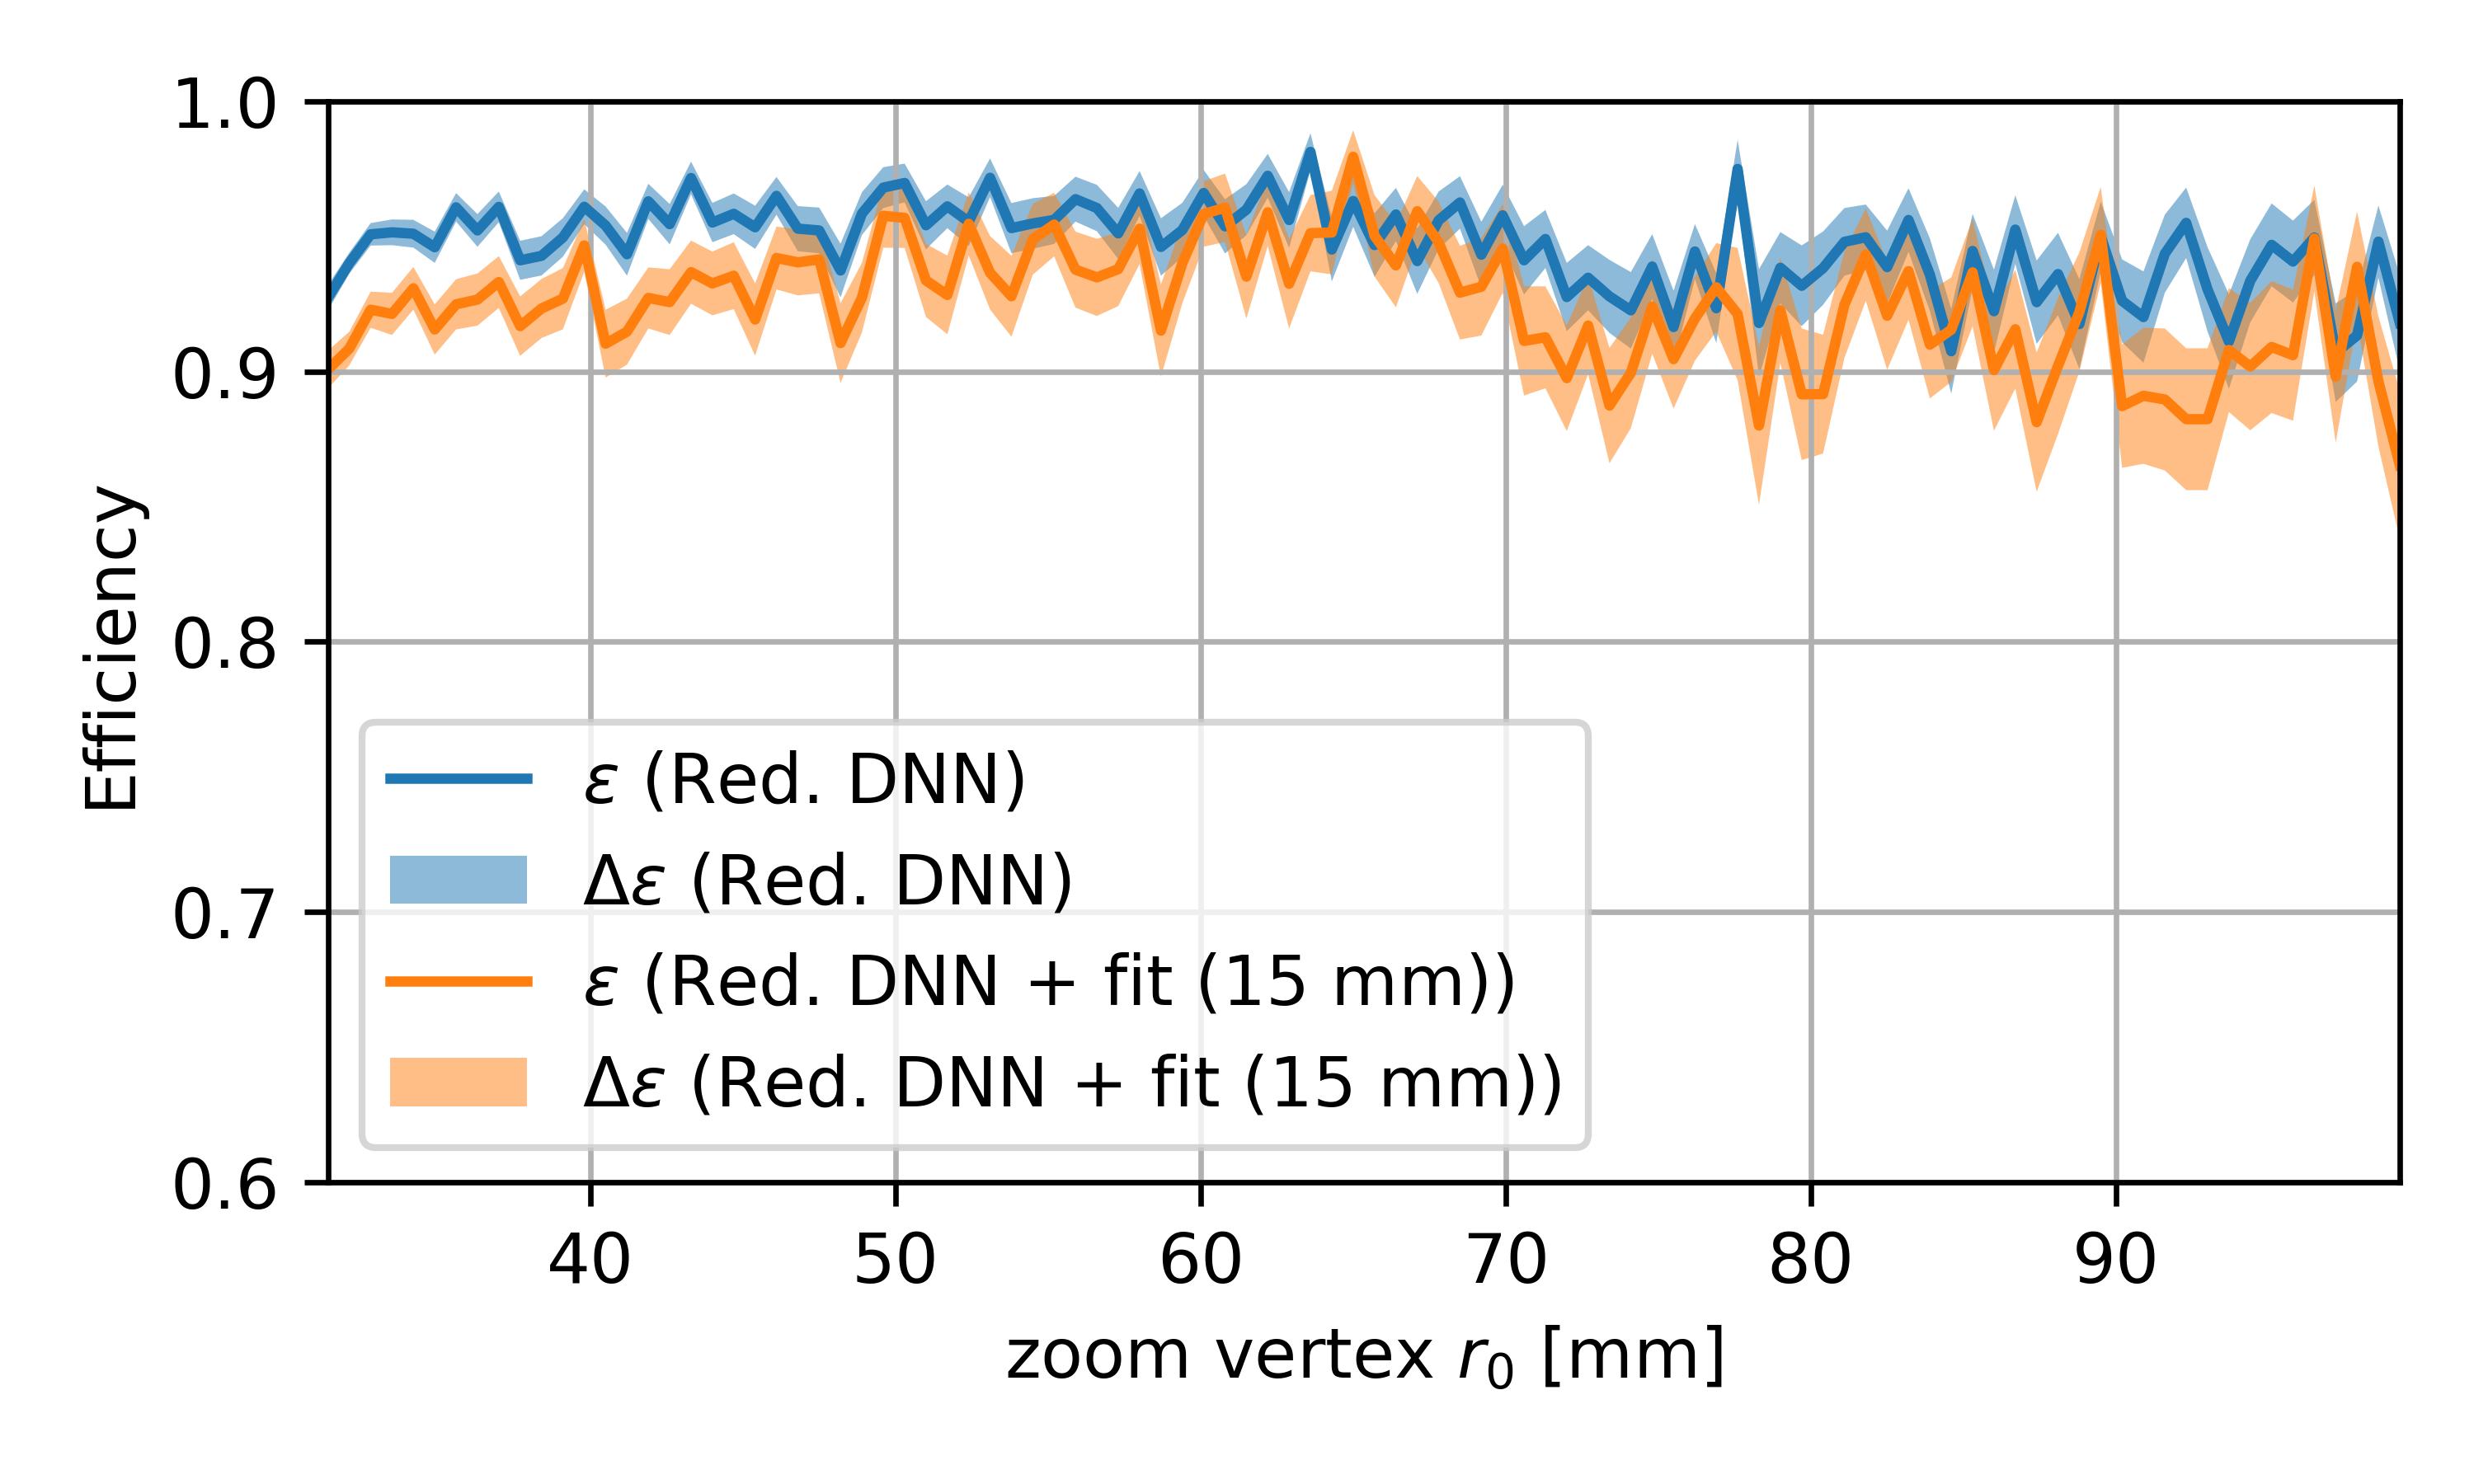 1.0
0.9
0.8
0.7
0.6
Efficiency
ε (Red. DNN)
Δε (Red. DNN)
ε (Red. DNN + fit (15 mm))
Δε (Red. DNN + fit (15 mm))
40 50 60 70 80 90
zoom vertex r₀ [mm]